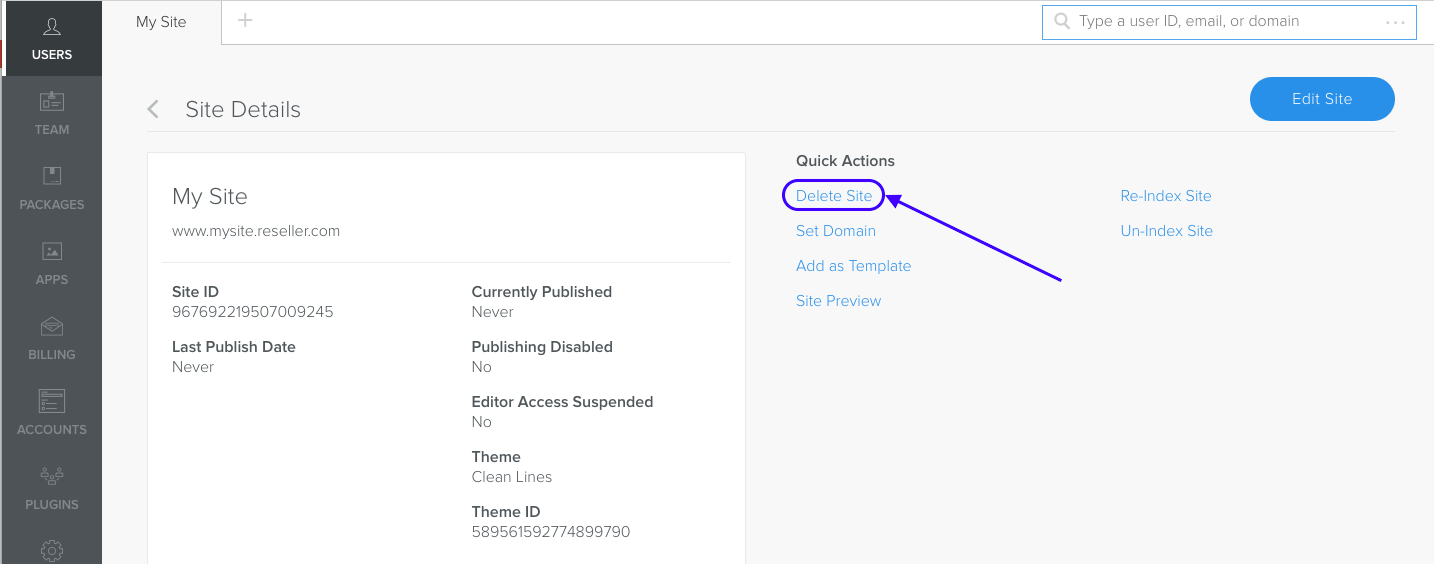 My Site
Type a user ID, email, or domain
USERS
TEAM
PACKAGES
APPS
BILLING
ACCOUNTS
PLUGINS
Site Details
Edit Site
My Site
www.mysite.reseller.com
Site ID
967692219507009245
Last Publish Date
Never
Currently Published
Never
Publishing Disabled
No
Editor Access Suspended
No
Theme
Clean Lines
Theme ID
589561592774899790
Quick Actions
Delete Site
Set Domain
Add as Template
Site Preview
Re-Index Site
Un-Index Site